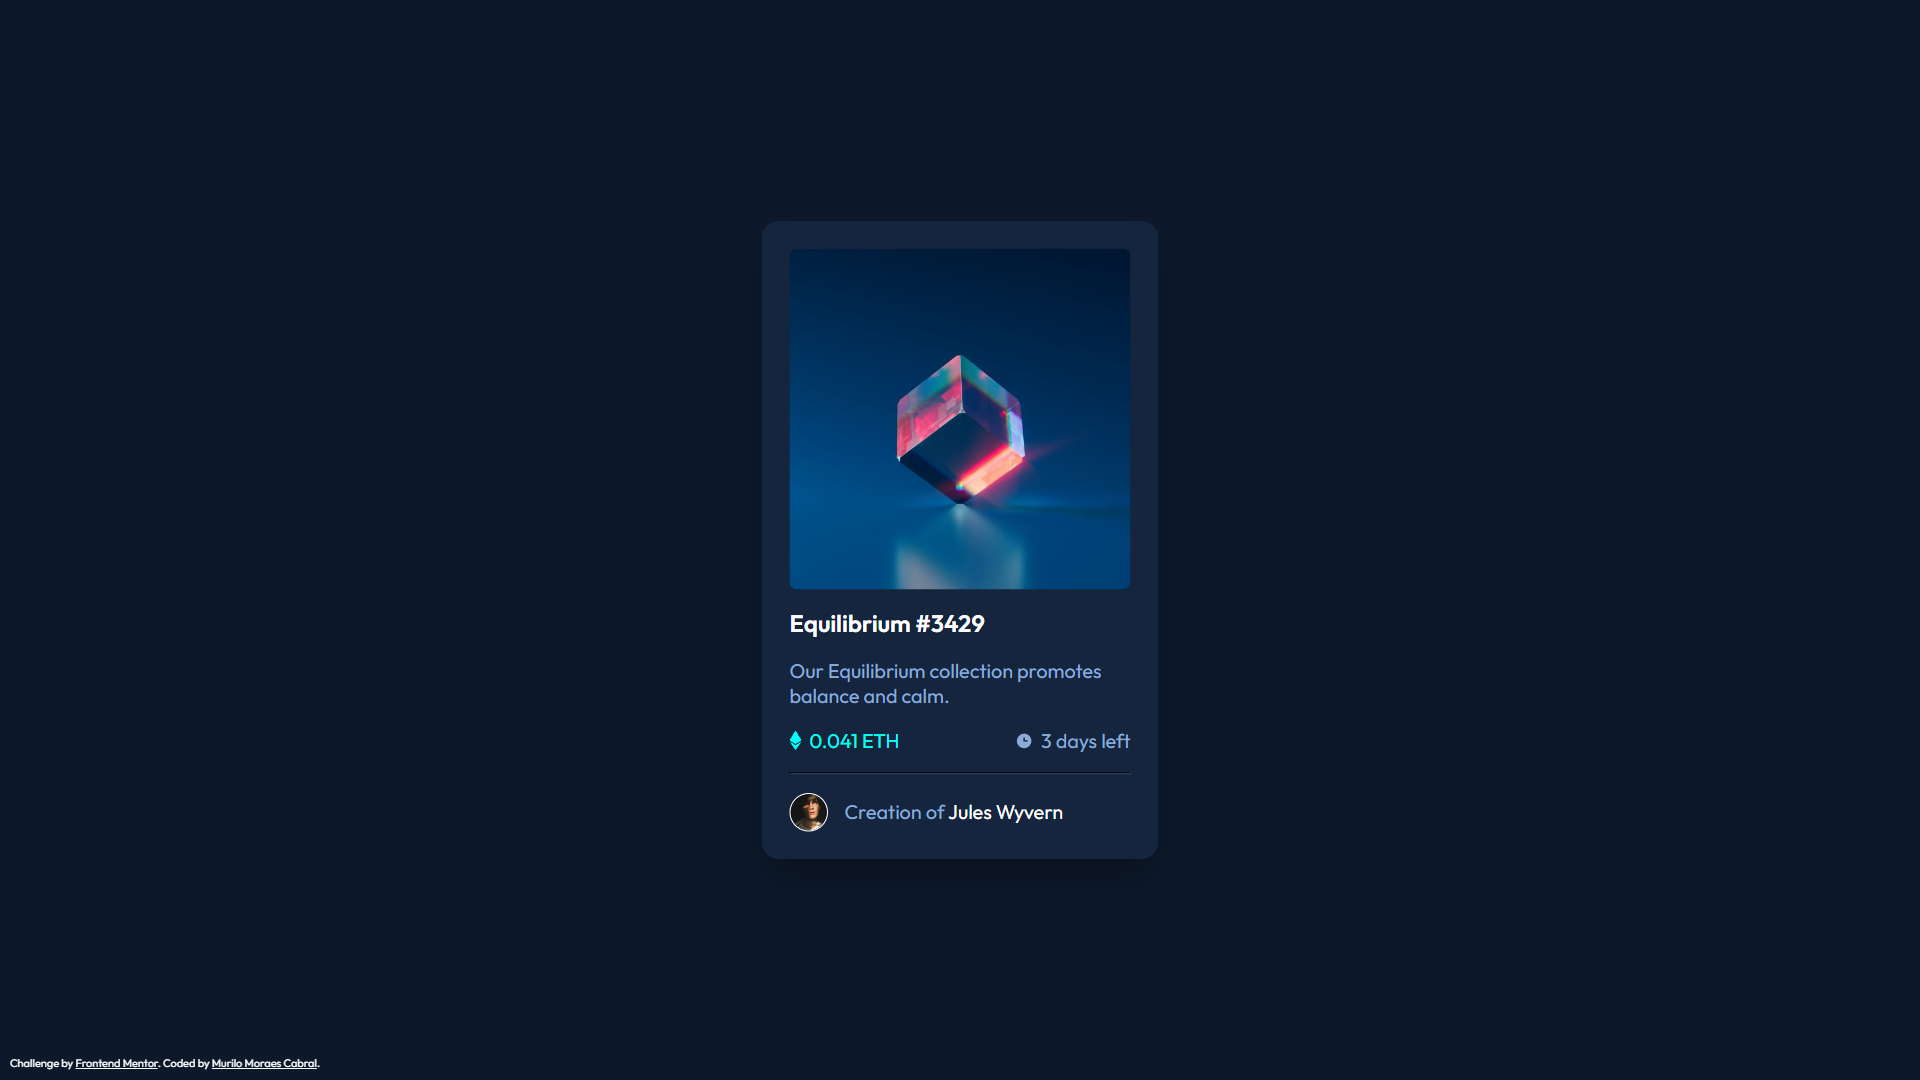 Equilibrium #3429
Our Equilibrium collection promotes
balance and calm.
0.041 ETH
3 days left
Creation of Jules Wyvern
Challenge by Frontend Mentor. Coded by Murilo Moraes Cabral.